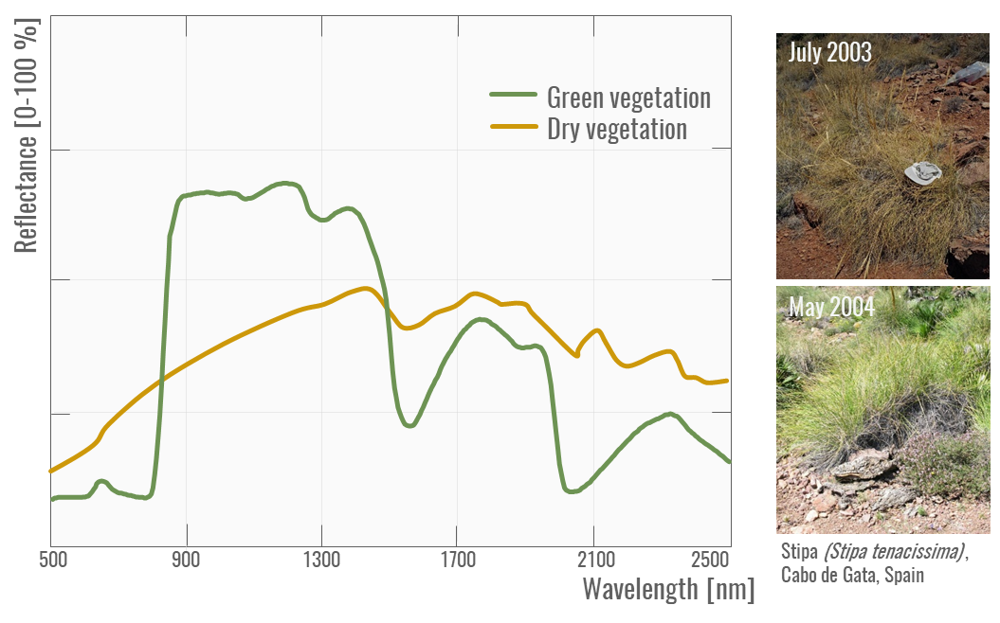 Reflectance [0-100 %]
Green vegetation
Dry vegetation
500 900 1300 1700 2100 2500
Wavelength [nm]
July 2003
May 2004
Stipa (Stipa tenacissima),
Cabo de Gata, Spain